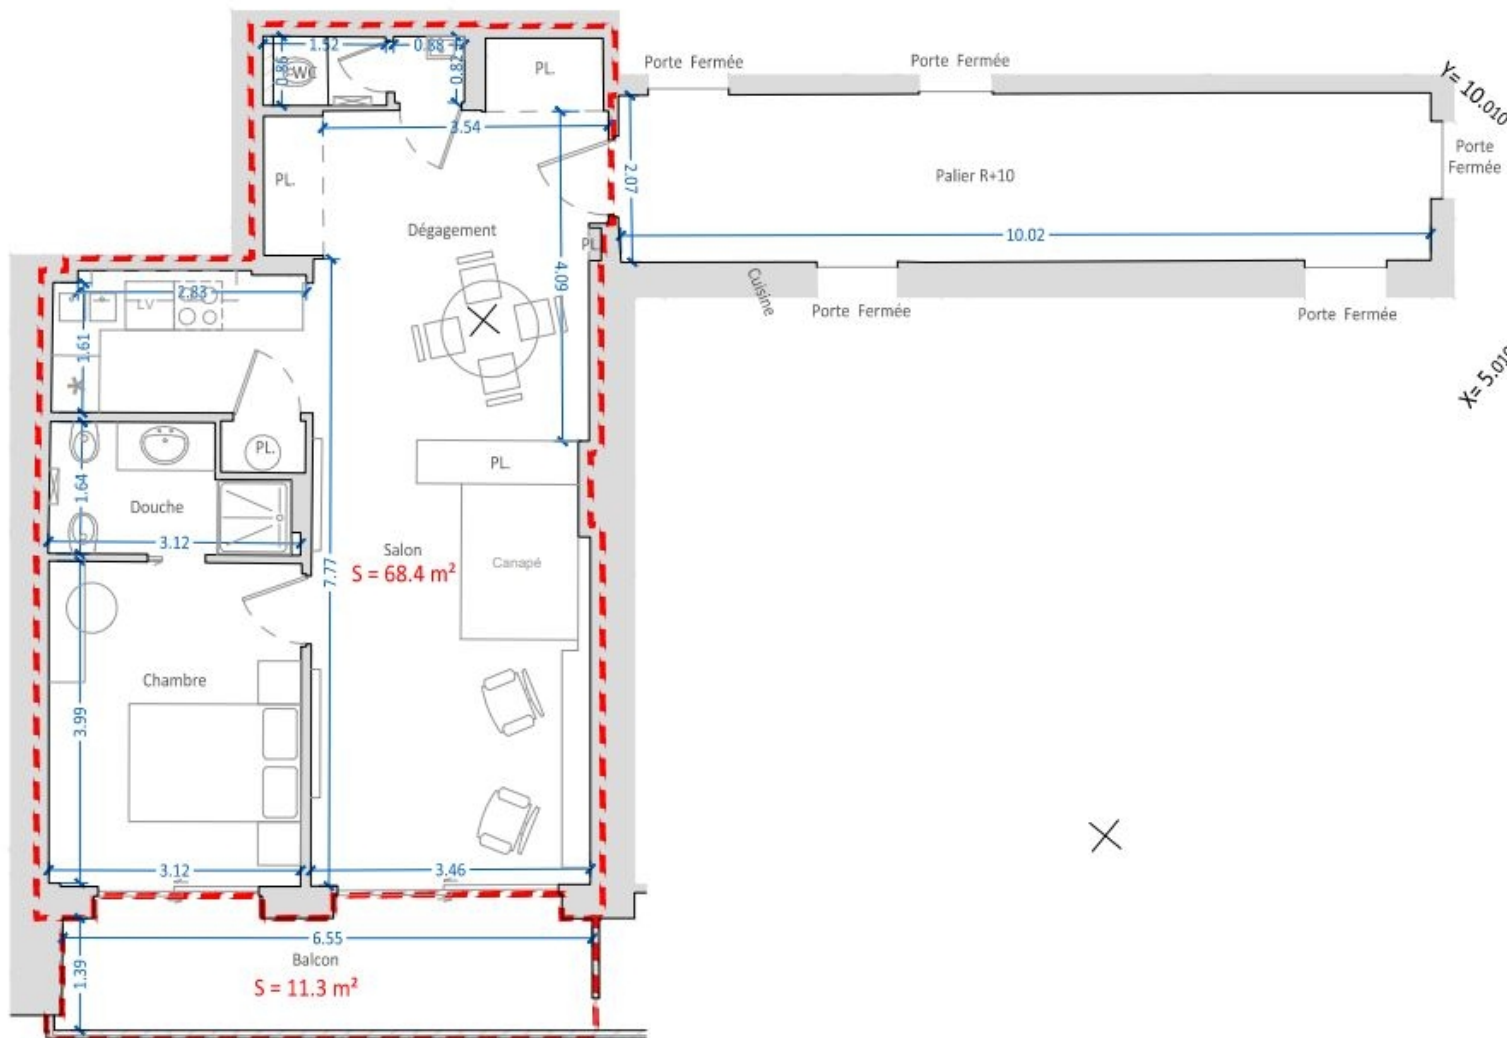 Porte Fermée
Porte Fermée
Y= 10.010
1.52
0.88
0.86
WC
0.82
PL.
3.54
Porte
Fermée
PL.
2.07
Palier R+10
Dégagement
PL.
10.02
4.09
Cuisine
Porte Fermée
Porte Fermée
2.83
LV
1.61
X= 5.010
PL.
PL.
1.64
Douche
3.12
Salon
S = 68.4 m²
Canapé
7.77
Chambre
3.99
3.12
3.46
6.55
Balcon
1.39
S = 11.3 m²